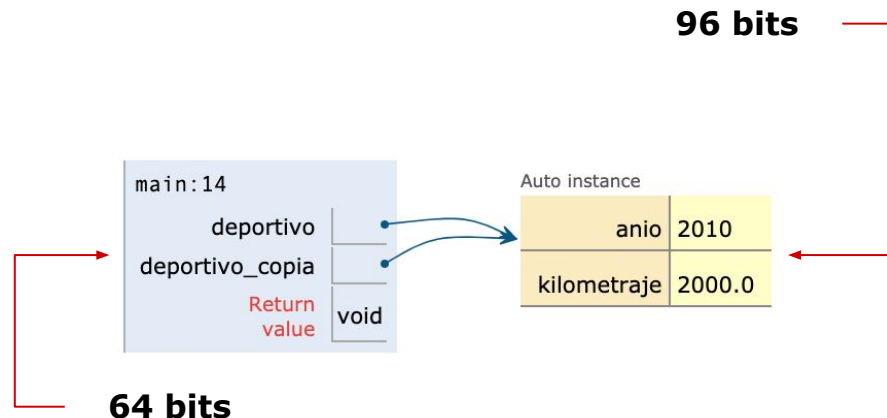 96 bits
main:14
deportivo
deportivo_copia
Return
value
void
Auto instance
anio 2010
kilometraje 2000.0
64 bits